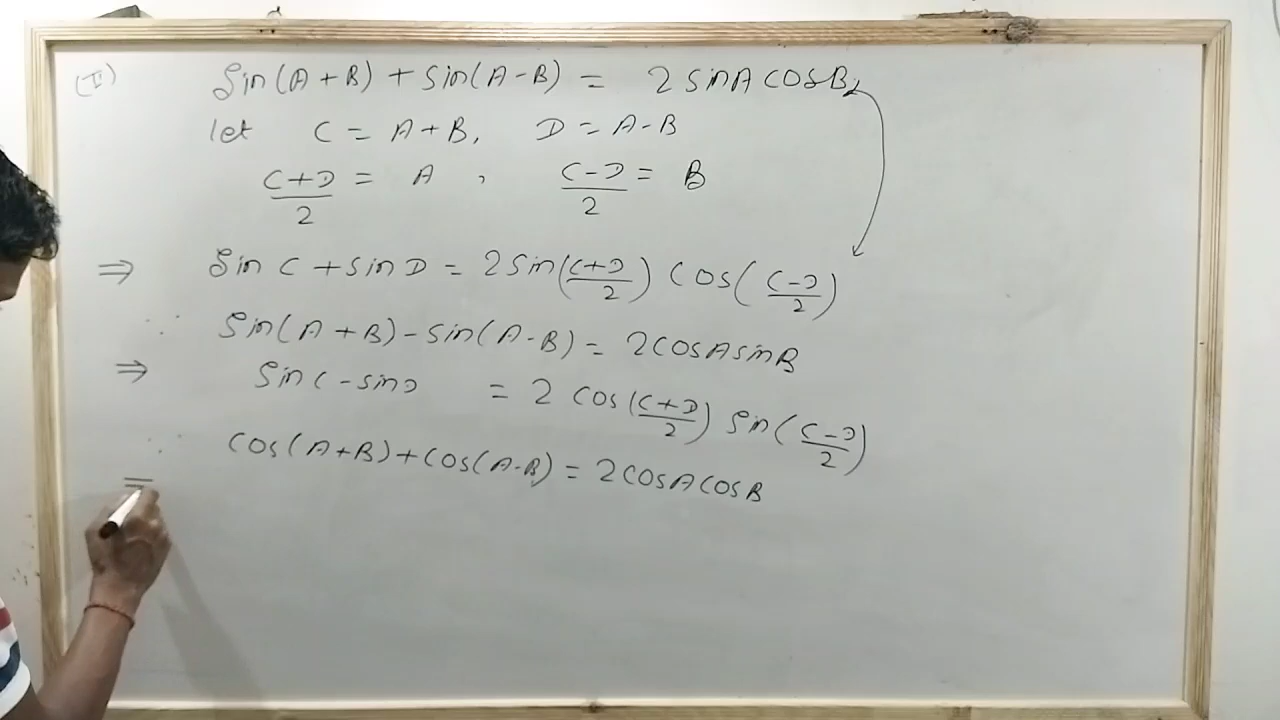 (I) Sin(A+B) + sin(A-B) = 2 sinA cosB
let C = A+B, D = A-B
(C+D)/2 = A , (C-D)/2 = B
⇒ Sin C + sin D = 2 Sin((C+D)/2) Cos((C-D)/2)
∵ Sin(A+B) - sin(A-B) = 2 cosA sinB
⇒ Sin C - sin D = 2 Cos((C+D)/2) Sin((C-D)/2)
∵ Cos(A+B) + cos(A-B) = 2 cosA cosB
=